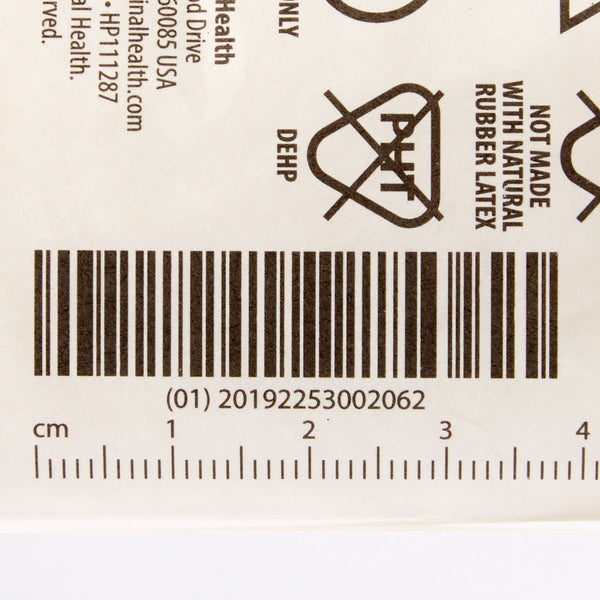 Health
d Drive
60085 USA
inalhealth.com
• HP111287
al Health.
rved.
ONLY
DEHP
PHT
NOT MADE
WITH NATURAL
RUBBER LATEX
(01) 20192253002062
cm 1 2 3 4